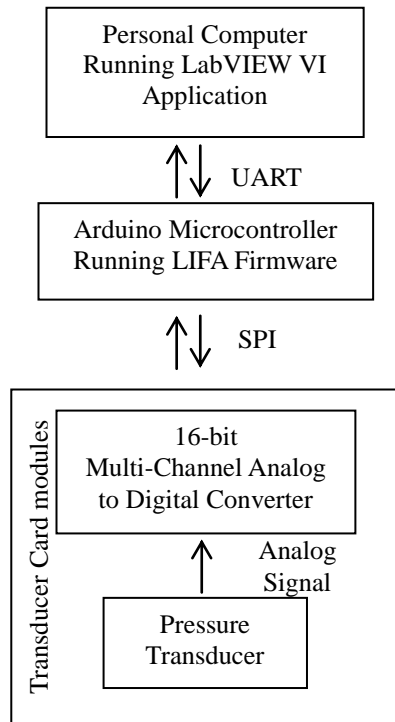 Personal Computer
Running LabVIEW VI
Application
UART
Arduino Microcontroller
Running LIFA Firmware
SPI
Transducer Card modules
16-bit
Multi-Channel Analog
to Digital Converter
Analog
Signal
Pressure
Transducer